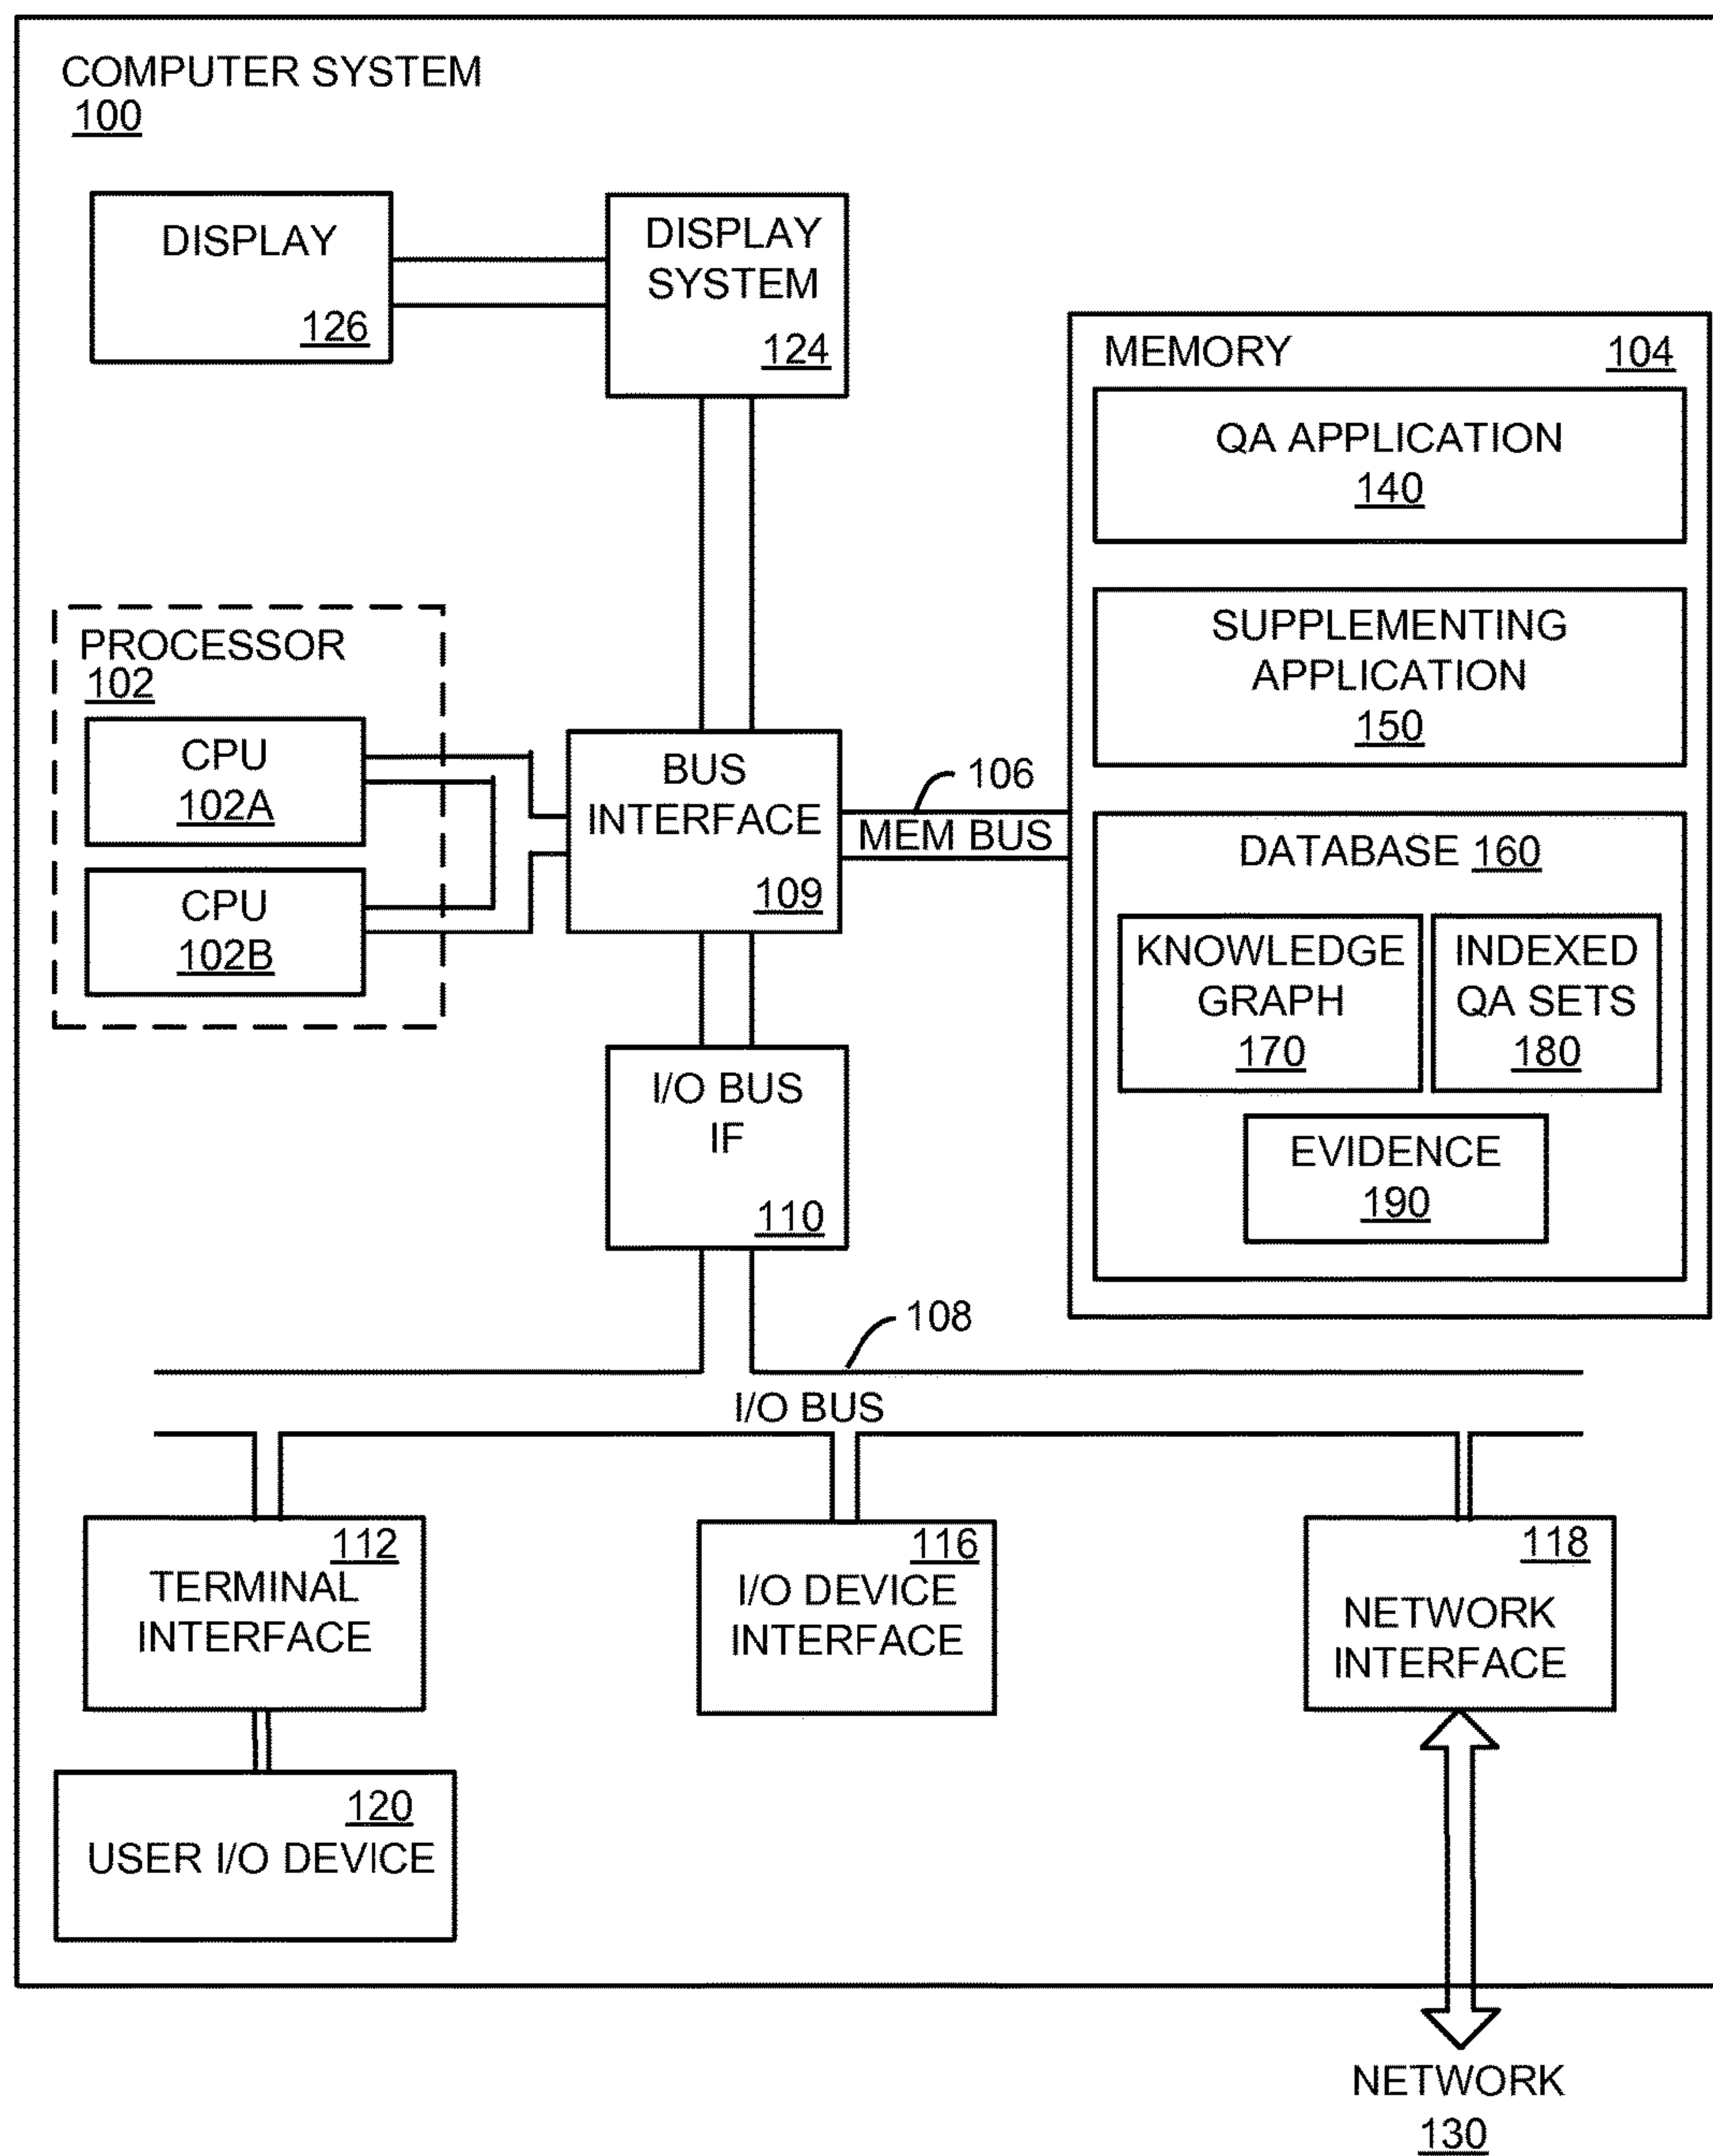 COMPUTER SYSTEM
100
DISPLAY
126
DISPLAY
SYSTEM
124
MEMORY 104
QA APPLICATION
140
SUPPLEMENTING
APPLICATION
150
DATABASE 160
KNOWLEDGE
GRAPH
170
INDEXED
QA SETS
180
EVIDENCE
190
PROCESSOR
102
CPU
102A
CPU
102B
BUS
INTERFACE
109
106
MEM BUS
I/O BUS
IF
110
108
I/O BUS
112
TERMINAL
INTERFACE
116
I/O DEVICE
INTERFACE
118
NETWORK
INTERFACE
120
USER I/O DEVICE
NETWORK
130